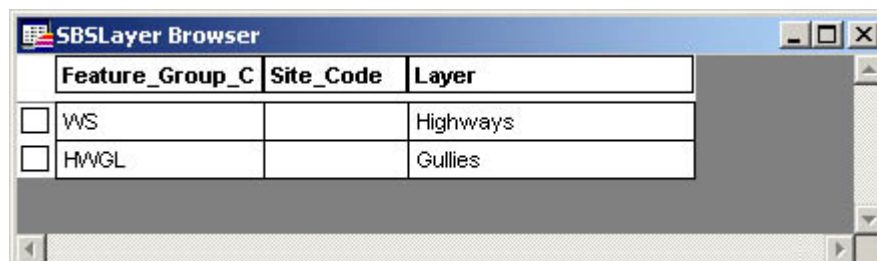 SBSLayer Browser
Feature_Group_C Site_Code Layer
WS Highways
HWGL Gullies